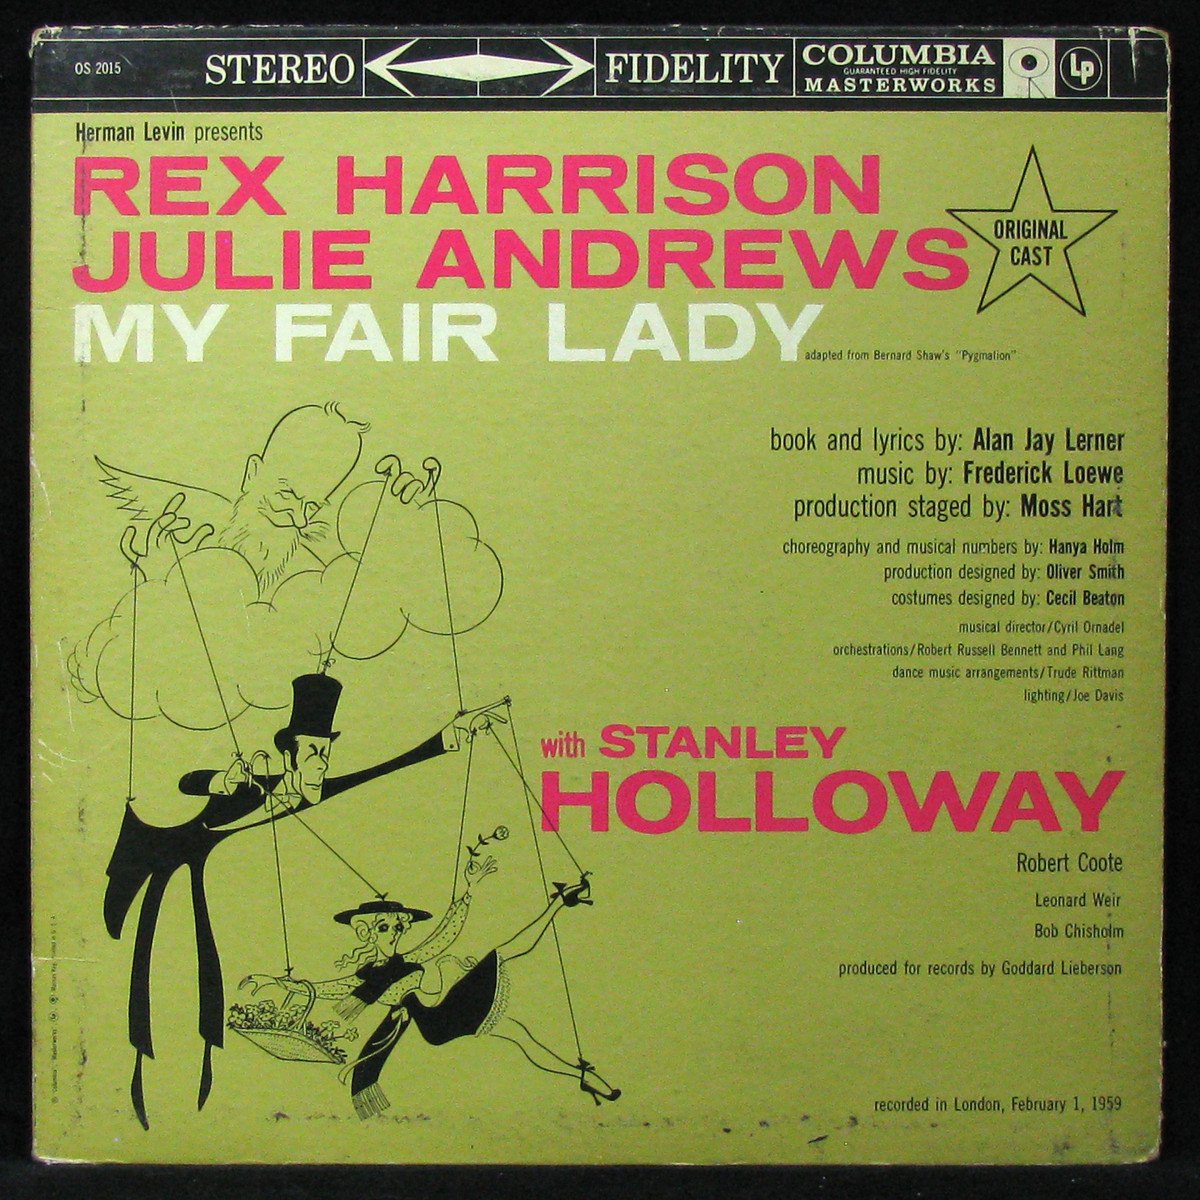 OS 2015
STEREO FIDELITY
COLUMBIA
GUARANTEED HIGH FIDELITY
MASTERWORKS
Lp
Herman Levin presents
REX HARRISON
JULIE ANDREWS
ORIGINAL
CAST
MY FAIR LADY
adapted from Bernard Shaw's "Pygmalion"
book and lyrics by: Alan Jay Lerner
music by: Frederick Loewe
production staged by: Moss Hart
choreography and musical numbers by: Hanya Holm
production designed by: Oliver Smith
costumes designed by: Cecil Beaton
musical director/Cyril Ornadel
orchestrations/Robert Russell Bennett and Phil Lang
dance music arrangements/Trude Rittman
lighting/Joe Davis
with STANLEY
HOLLOWAY
Robert Coote
Leonard Weir
Bob Chisholm
produced for records by Goddard Lieberson
recorded in London, February 1, 1959